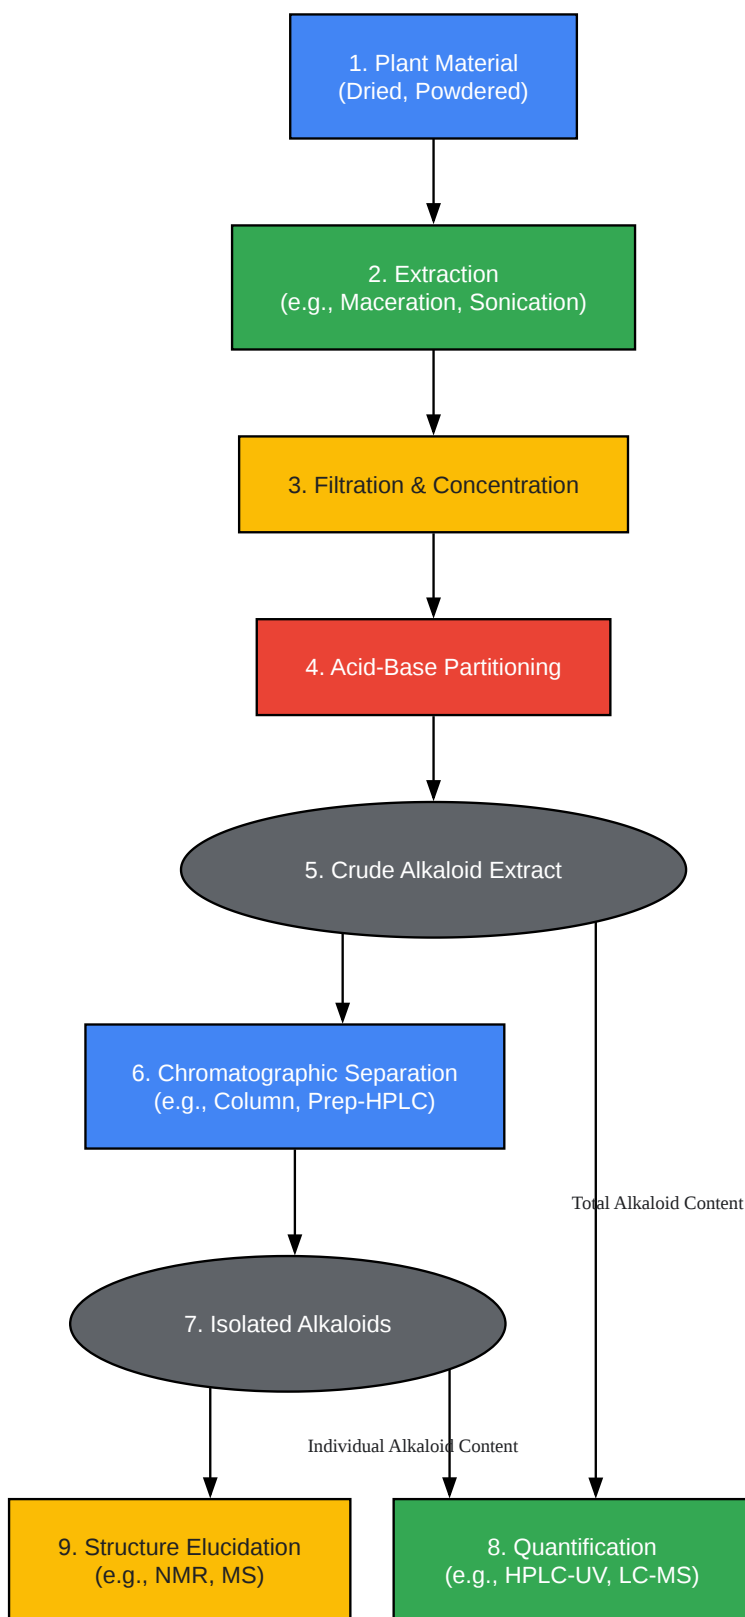 1. Plant Material
(Dried, Powdered)
2. Extraction
(e.g., Maceration, Sonication)
3. Filtration & Concentration
4. Acid-Base Partitioning
5. Crude Alkaloid Extract
6. Chromatographic Separation
(e.g., Column, Prep-HPLC)
Total Alkaloid Content
7. Isolated Alkaloids
Individual Alkaloid Content
9. Structure Elucidation
(e.g., NMR, MS)
8. Quantification
(e.g., HPLC-UV, LC-MS)